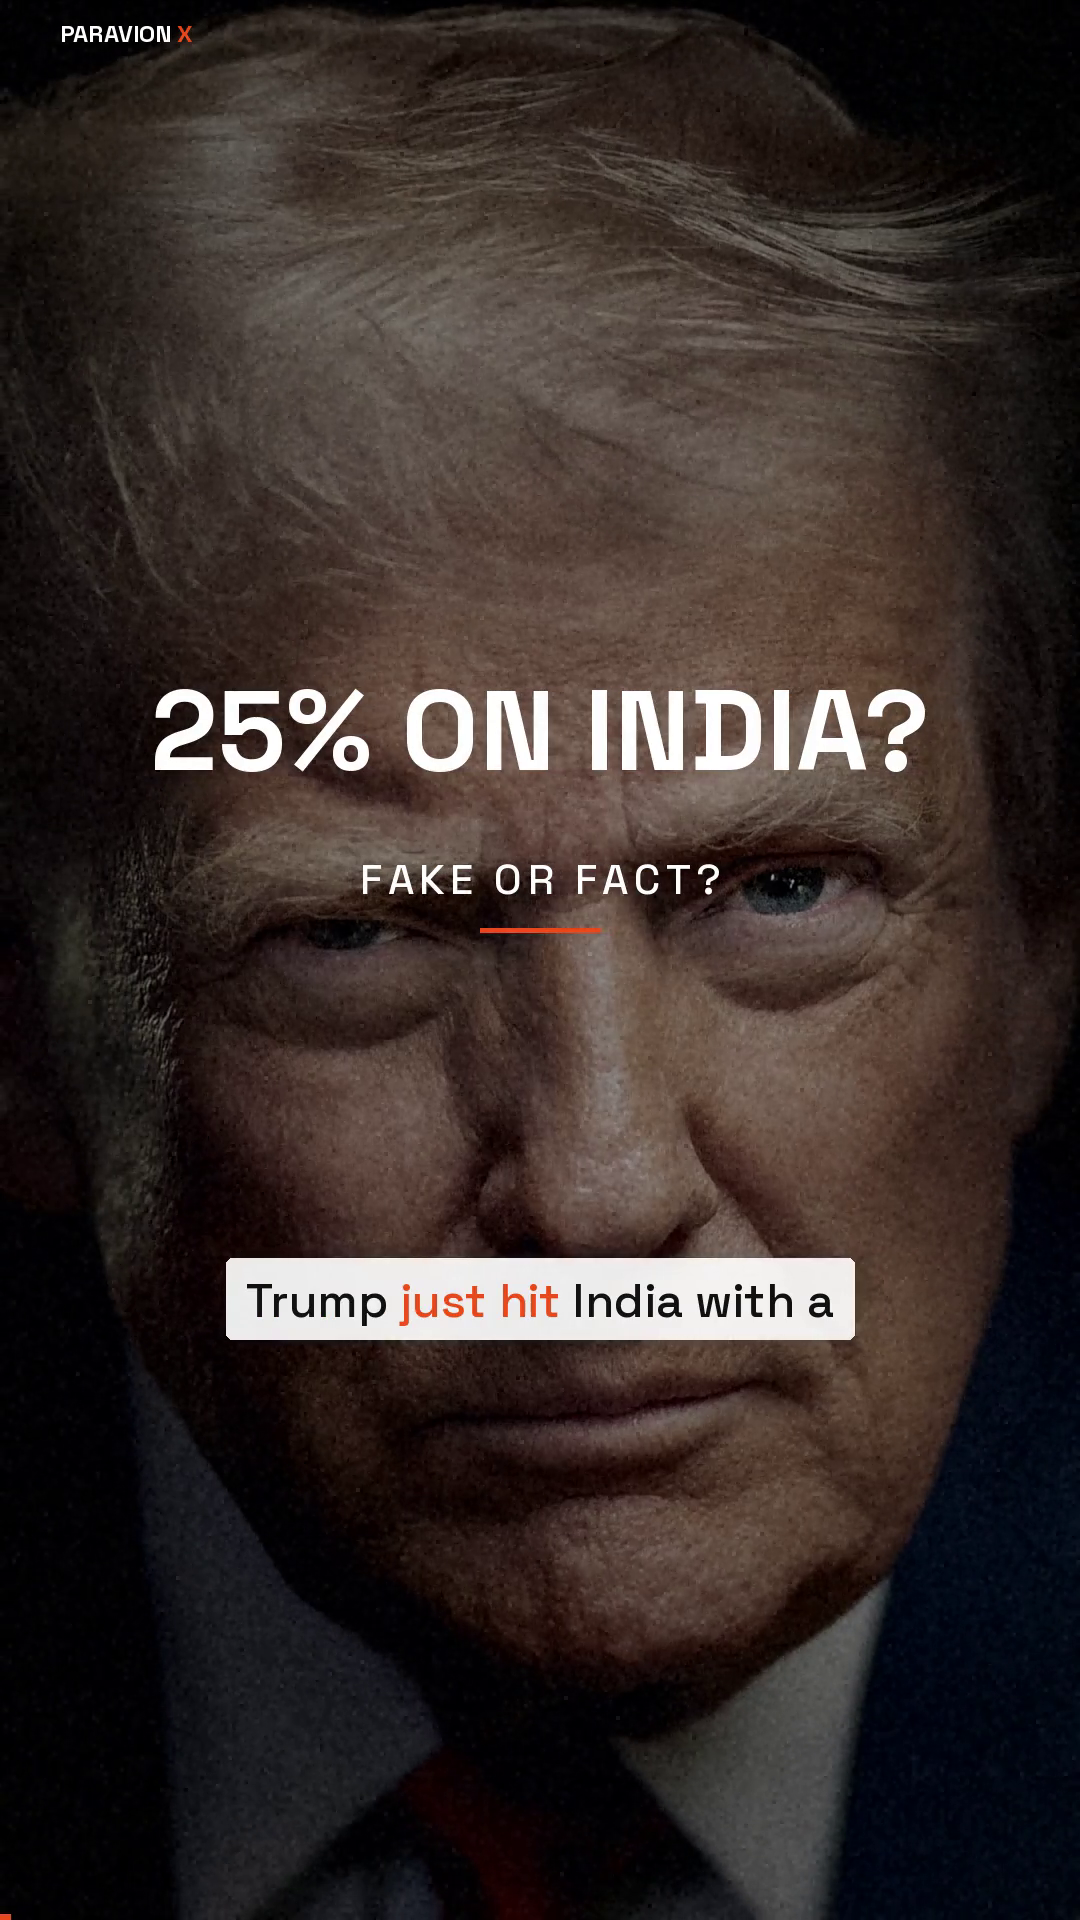 PARAVION X
25% ON INDIA?
FAKE OR FACT?
Trump just hit India with a